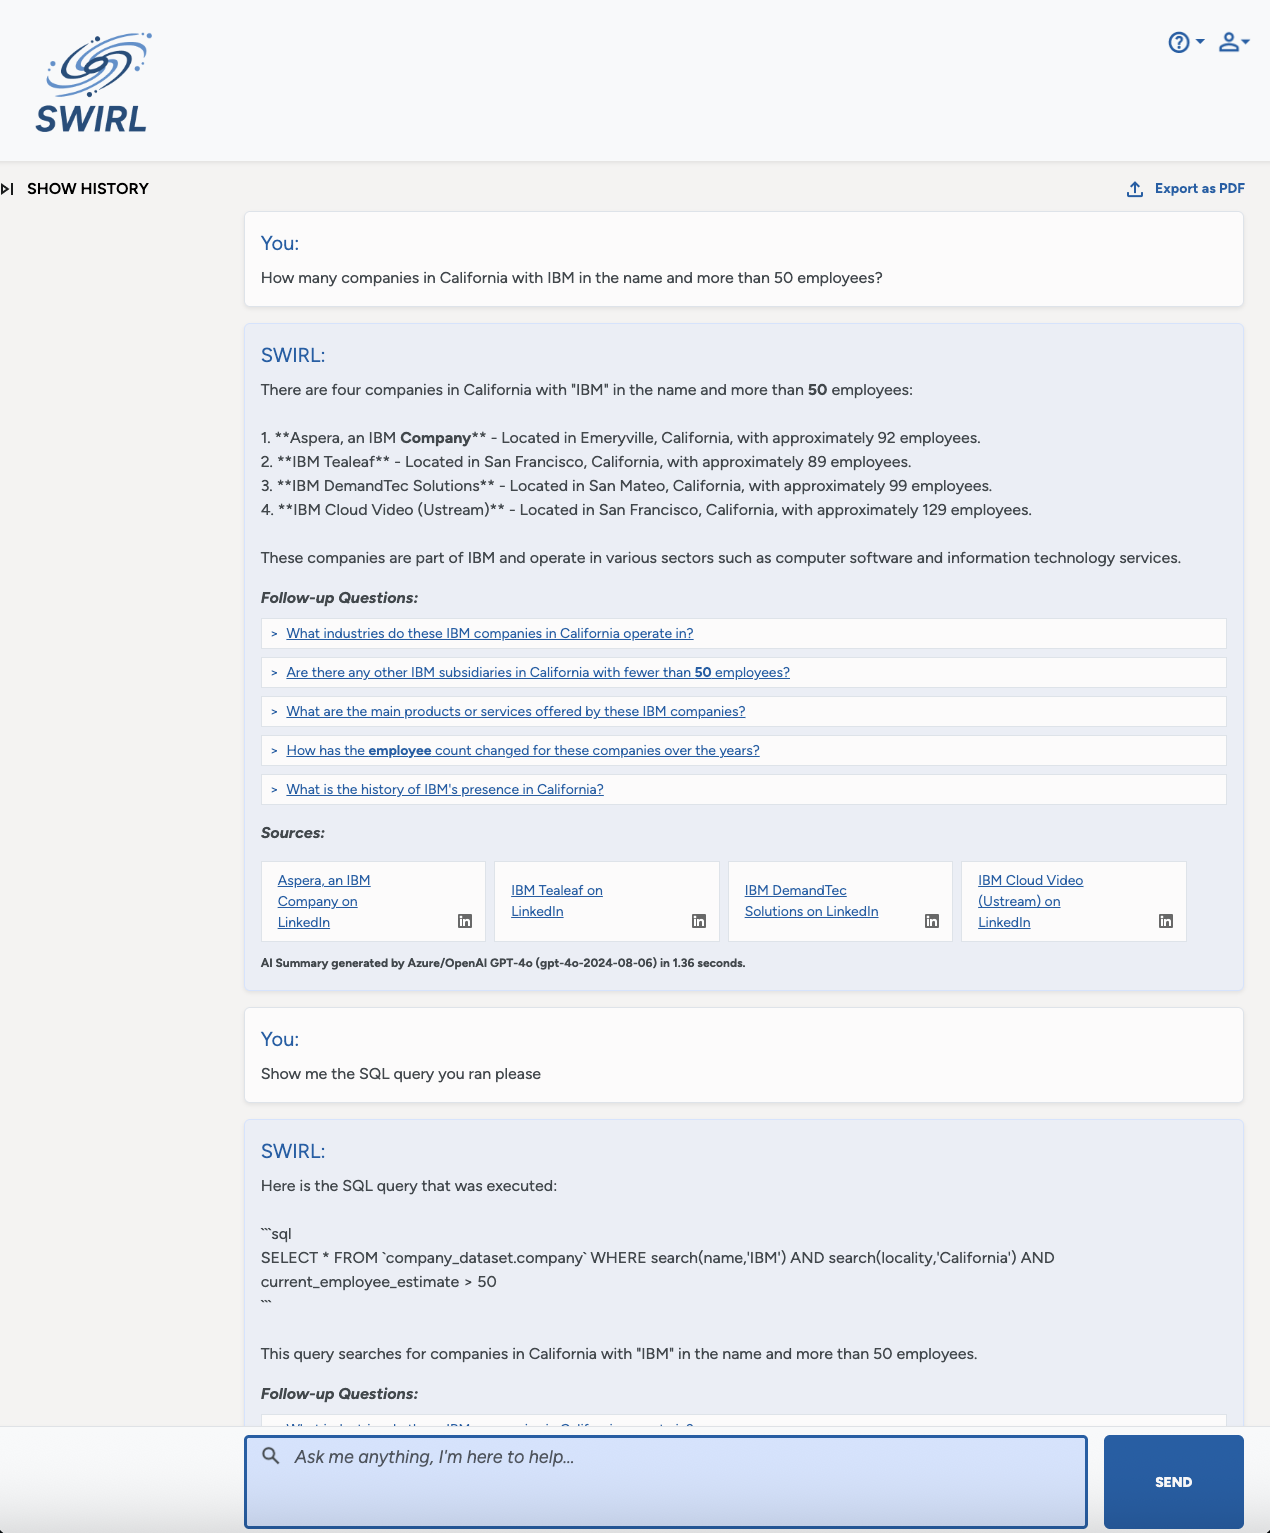 SWIRL
SHOW HISTORY
Export as PDF
You:
How many companies in California with IBM in the name and more than 50 employees?
SWIRL:
There are four companies in California with "IBM" in the name and more than 50 employees:
1. **Aspera, an IBM Company** - Located in Emeryville, California, with approximately 92 employees.
2. **IBM Tealeaf** - Located in San Francisco, California, with approximately 89 employees.
3. **IBM DemandTec Solutions** - Located in San Mateo, California, with approximately 99 employees.
4. **IBM Cloud Video (Ustream)** - Located in San Francisco, California, with approximately 129 employees.
These companies are part of IBM and operate in various sectors such as computer software and information technology services.
Follow-up Questions:
> What industries do these IBM companies in California operate in?
> Are there any other IBM subsidiaries in California with fewer than 50 employees?
> What are the main products or services offered by these IBM companies?
> How has the employee count changed for these companies over the years?
> What is the history of IBM's presence in California?
Sources:
Aspera, an IBM
Company on
LinkedIn
IBM Tealeaf on
LinkedIn
IBM DemandTec
Solutions on LinkedIn
IBM Cloud Video
(Ustream) on
LinkedIn
AI Summary generated by Azure/OpenAI GPT-4o (gpt-4o-2024-08-06) in 1.36 seconds.
You:
Show me the SQL query you ran please
SWIRL:
Here is the SQL query that was executed:
```sql
SELECT * FROM `company_dataset.company` WHERE search(name,'IBM') AND search(locality,'California') AND
current_employee_estimate > 50
```
This query searches for companies in California with "IBM" in the name and more than 50 employees.
Follow-up Questions:
Ask me anything, I'm here to help...
SEND